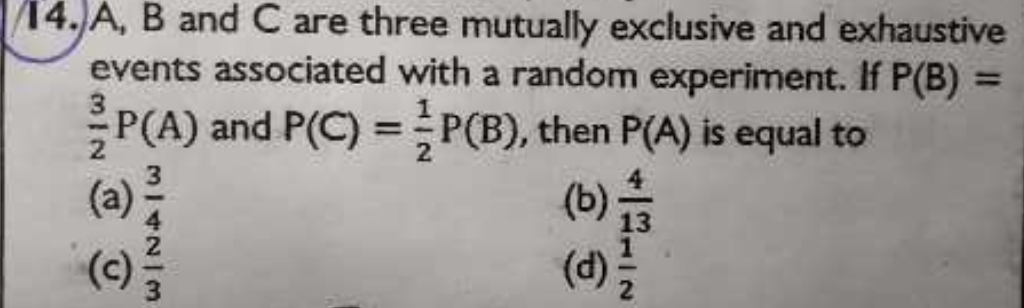 14. A, B and C are three mutually exclusive and exhaustive
events associated with a random experiment. If P(B) =
3/2 P(A) and P(C) = 1/2 P(B), then P(A) is equal to
(a) 3/4 (b) 4/13
(c) 2/3 (d) 1/2